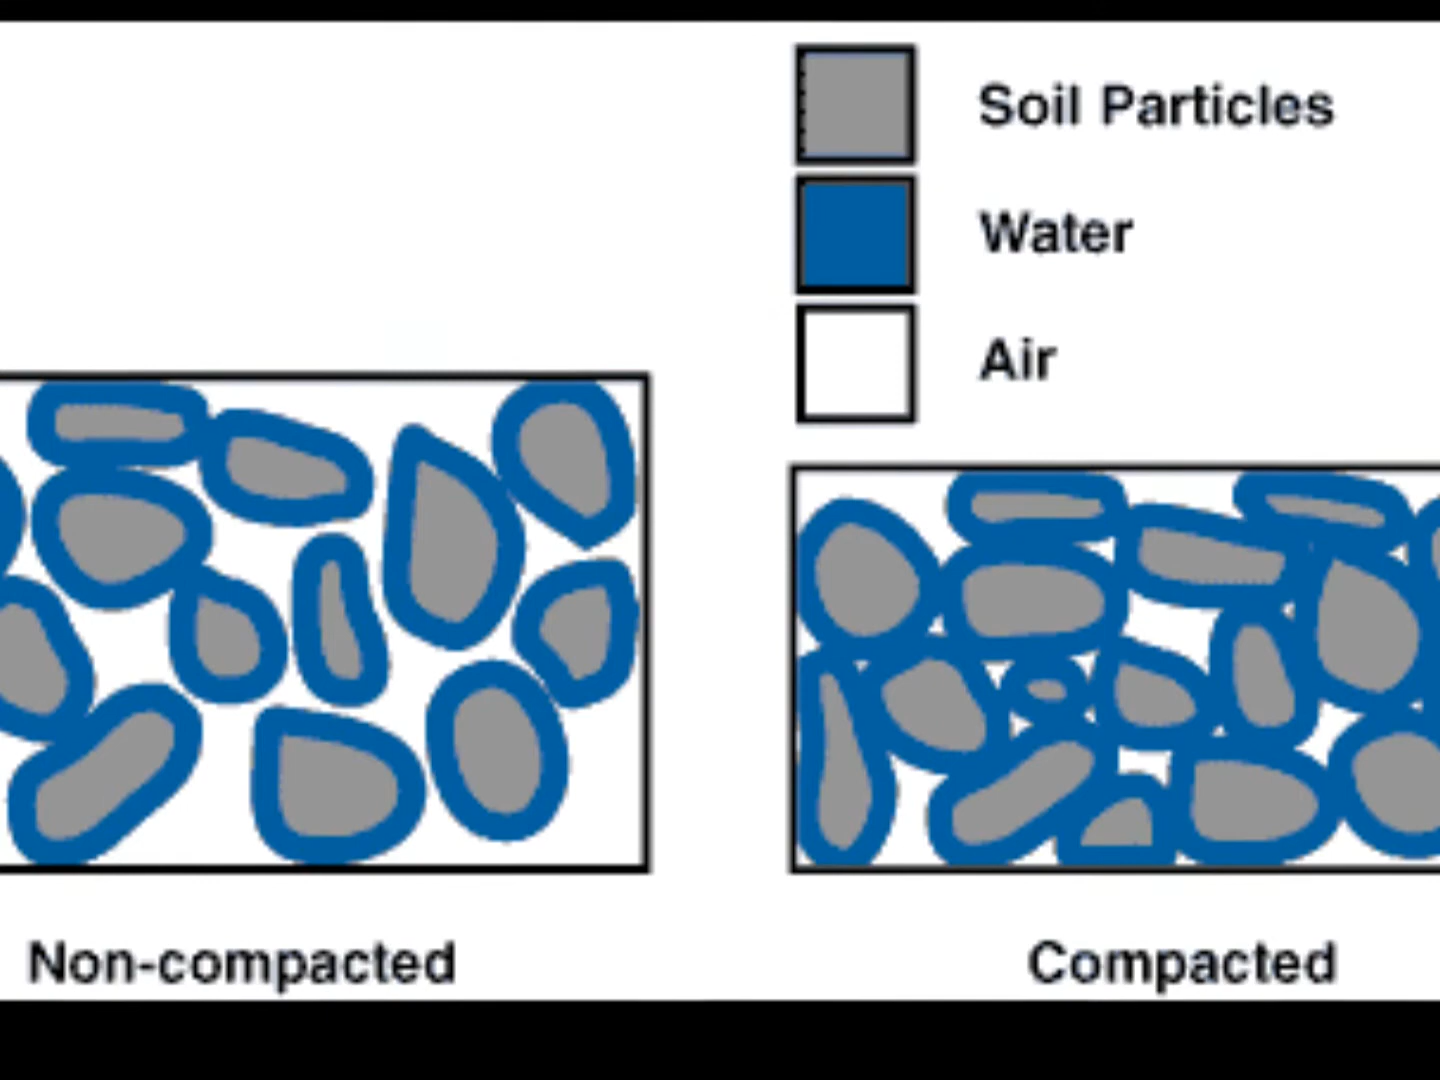 Soil Particles
Water
Air
Non-compacted
Compacted